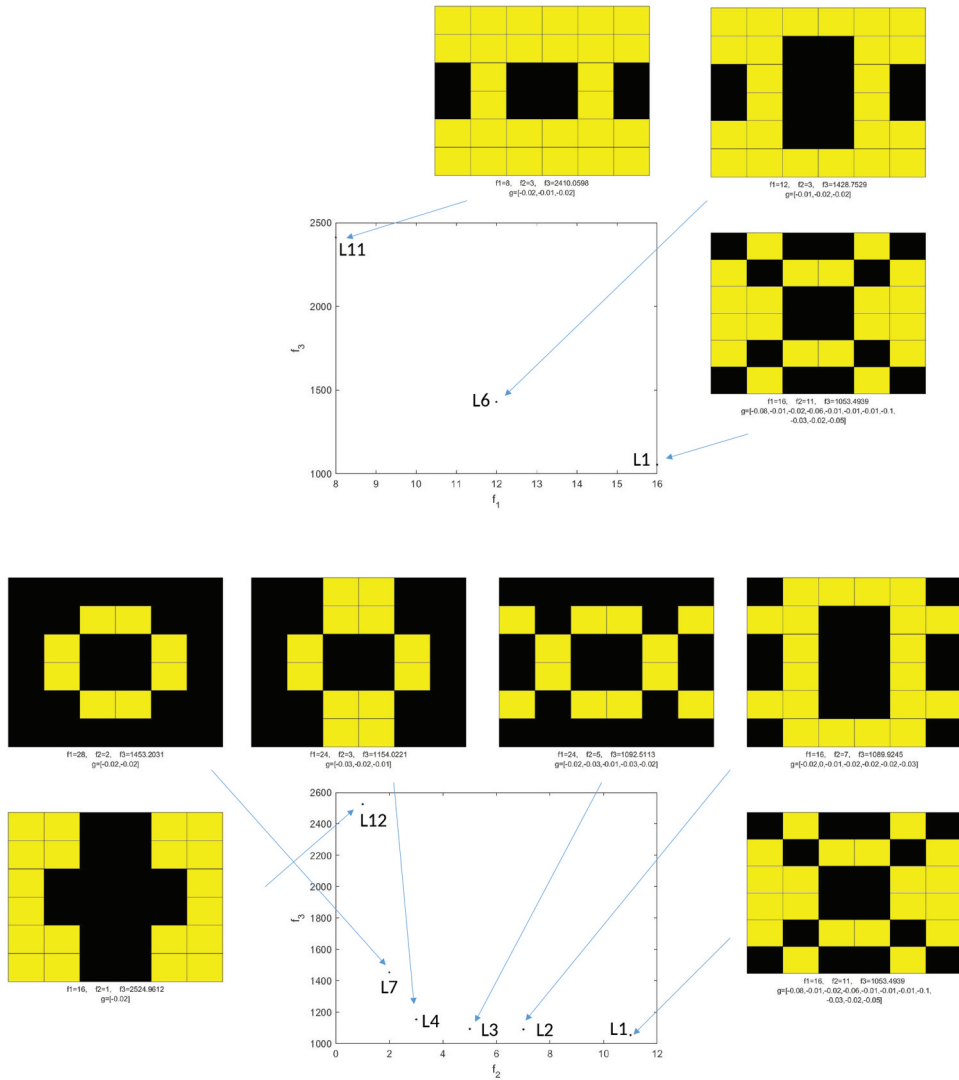 f1=8, f2=3, f3=2410.0598
g=[-0.02,-0.01,-0.02]
f1=12, f2=3, f3=1428.7529
g=[-0.01,-0.02,-0.02]
2500
2000
1500
1000
f3
L11
L6
L1
8 9 10 11 12 13 14 15 16
f1
f1=16, f2=11, f3=1053.4939
g=[-0.08,-0.01,-0.02,-0.06,-0.01,-0.01,-0.01,-0.1,
-0.03,-0.02,-0.05]
f1=28, f2=2, f3=1453.2031
g=[-0.02,-0.02]
f1=24, f2=3, f3=1154.0221
g=[-0.03,-0.02,-0.01]
f1=24, f2=5, f3=1092.5113
g=[-0.02,-0.03,-0.01,-0.03,-0.02]
f1=16, f2=7, f3=1089.9245
g=[-0.02,0,-0.01,-0.02,-0.02,-0.02,-0.03]
f1=16, f2=1, f3=2524.9612
g=[-0.02]
2600
2400
2200
2000
1800
1600
1400
1200
1000
f3
L12
L7
L4
L3
L2
L1
0 2 4 6 8 10 12
f2
f1=16, f2=11, f3=1053.4939
g=[-0.08,-0.01,-0.02,-0.06,-0.01,-0.01,-0.01,-0.1,
-0.03,-0.02,-0.05]